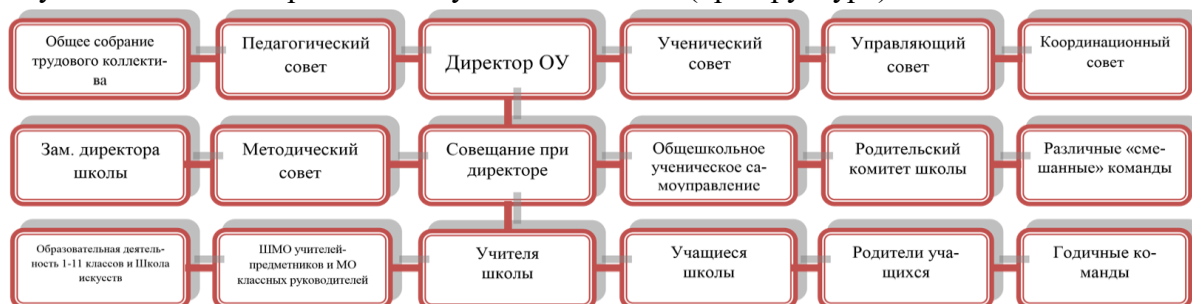 Общее собрание
трудового коллекти-
ва
Педагогический
совет
Директор ОУ
Ученический
совет
Управляющий
совет
Координационный
совет
Зам. директора
школы
Методический
совет
Совещание при
директоре
Общешкольное
ученическое са-
моуправление
Родительский
комитет школы
Различные «сме-
шанные» команды
Образовательная деятель-
ность 1-11 классов и Школа
искусств
ШМО учителей-
предметников и МО
классных руководителей
Учителя
школы
Учащиеся
школы
Родители уча-
щихся
Годичные ко-
манды